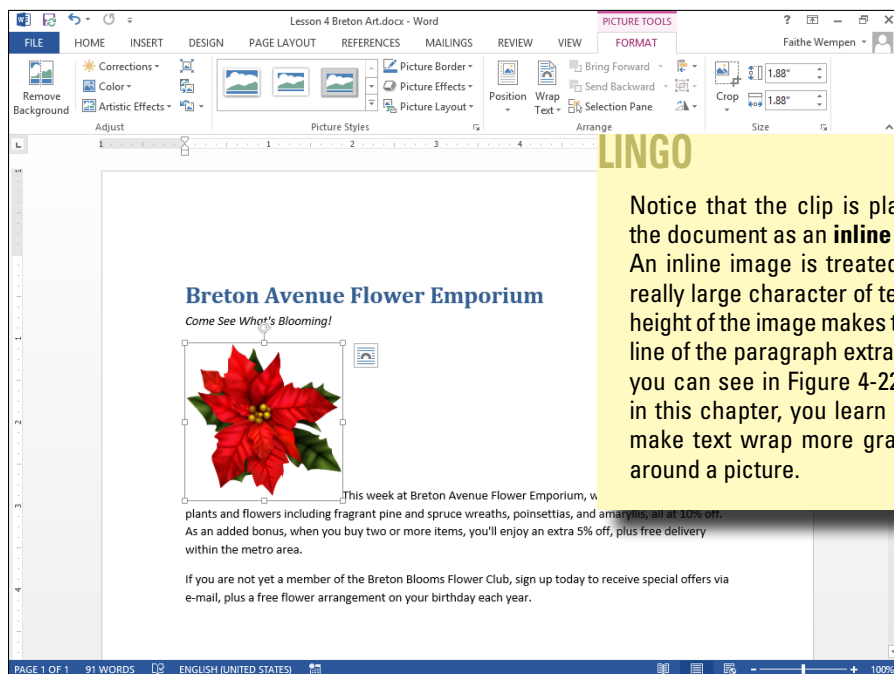 Lesson 4 Breton Art.docx - Word
PICTURE TOOLS
?
FILE HOME INSERT DESIGN PAGE LAYOUT REFERENCES MAILINGS REVIEW VIEW FORMAT Faithe Wempen
Remove Background
Corrections
Color
Artistic Effects
Adjust
Picture Border
Picture Effects
Picture Layout
Picture Styles
Position
Wrap Text
Bring Forward
Send Backward
Selection Pane
Arrange
Crop
1.88"
1.88"
Size
L
1 1 2 3 4
1
1
2
3
4
LINGO
Notice that the clip is
the document as an inline
An inline image is treated
really large character of
height of the image makes
line of the paragraph extra
you can see in Figure 4-22
in this chapter, you learn
make text wrap more
around a picture.
Breton Avenue Flower Emporium
Come See What's Blooming!
This week at Breton Avenue Flower Emporium,
plants and flowers including fragrant pine and spruce wreaths, poinsettias, and amaryllis, all at 10% off.
As an added bonus, when you buy two or more items, you'll enjoy an extra 5% off, plus free delivery
within the metro area.
If you are not yet a member of the Breton Blooms Flower Club, sign up today to receive special offers via
e-mail, plus a free flower arrangement on your birthday each year.
PAGE 1 OF 1 91 WORDS ENGLISH (UNITED STATES) 100%